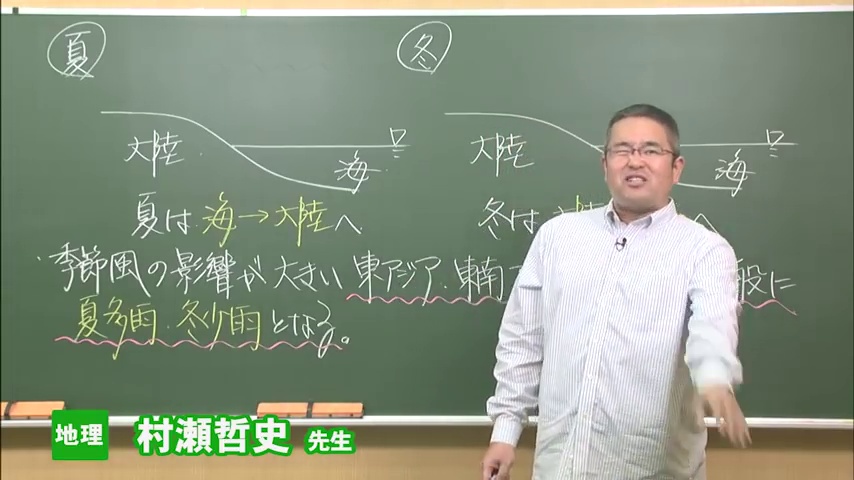 夏
冬
大陸
海
大陸
海
夏は 海→大陸へ
冬は 大陸 へ
季節風の影響が大きい東アジア・東南 般に
夏多雨・冬少雨となる。
地理 村瀬哲史 先生